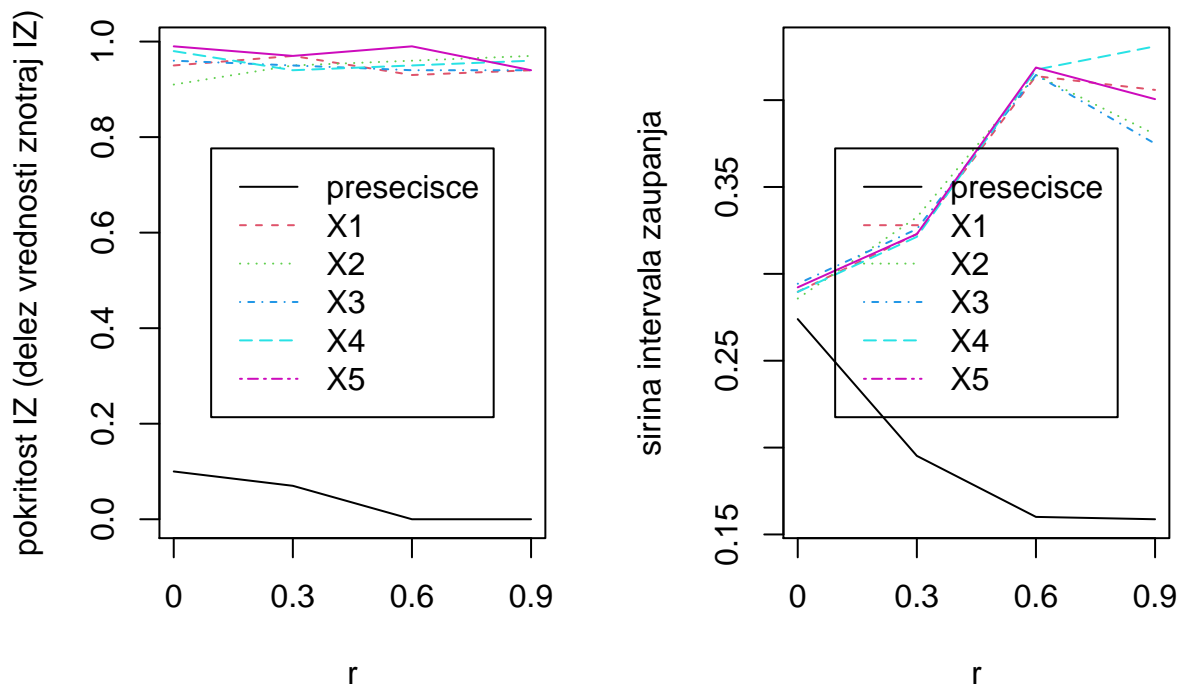 pokritost IZ (delez vrednosti znotraj IZ)
1.0
0.8
0.6
0.4
0.2
0.0
presecisce
X1
X2
X3
X4
X5
0 0.3 0.6 0.9
r
sirina intervala zaupanja
0.35
0.25
0.15
presecisce
X1
X2
X3
X4
X5
0 0.3 0.6 0.9
r